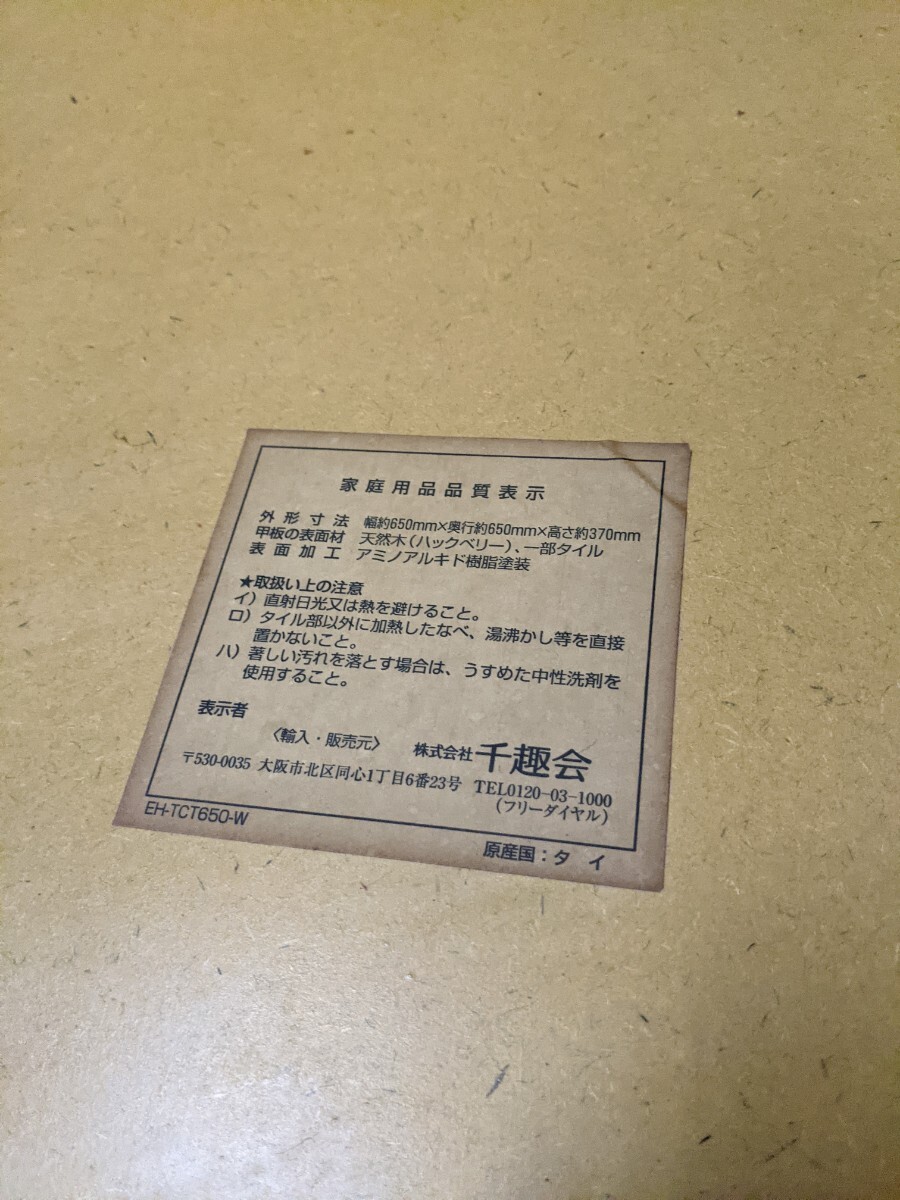 家庭用品品質表示
外形寸法 幅約650mm×奥行約650mm×高さ約370mm
甲板の表面材 天然木(ハックベリー)、一部タイル
表面加工 アミノアルキド樹脂塗装
★取扱い上の注意
イ)直射日光又は熱を避けること。
ロ)タイル部以外に加熱したなべ、湯沸かし等を直接
置かないこと。
ハ)著しい汚れを落とす場合は、うすめた中性洗剤を
使用すること。
表示者
〈輸入・販売元〉 株式会社千趣会
〒530-0035 大阪市北区同心1丁目6番23号 TEL0120-03-1000
(フリーダイヤル)
EH-TCT650-W
原産国:タイ